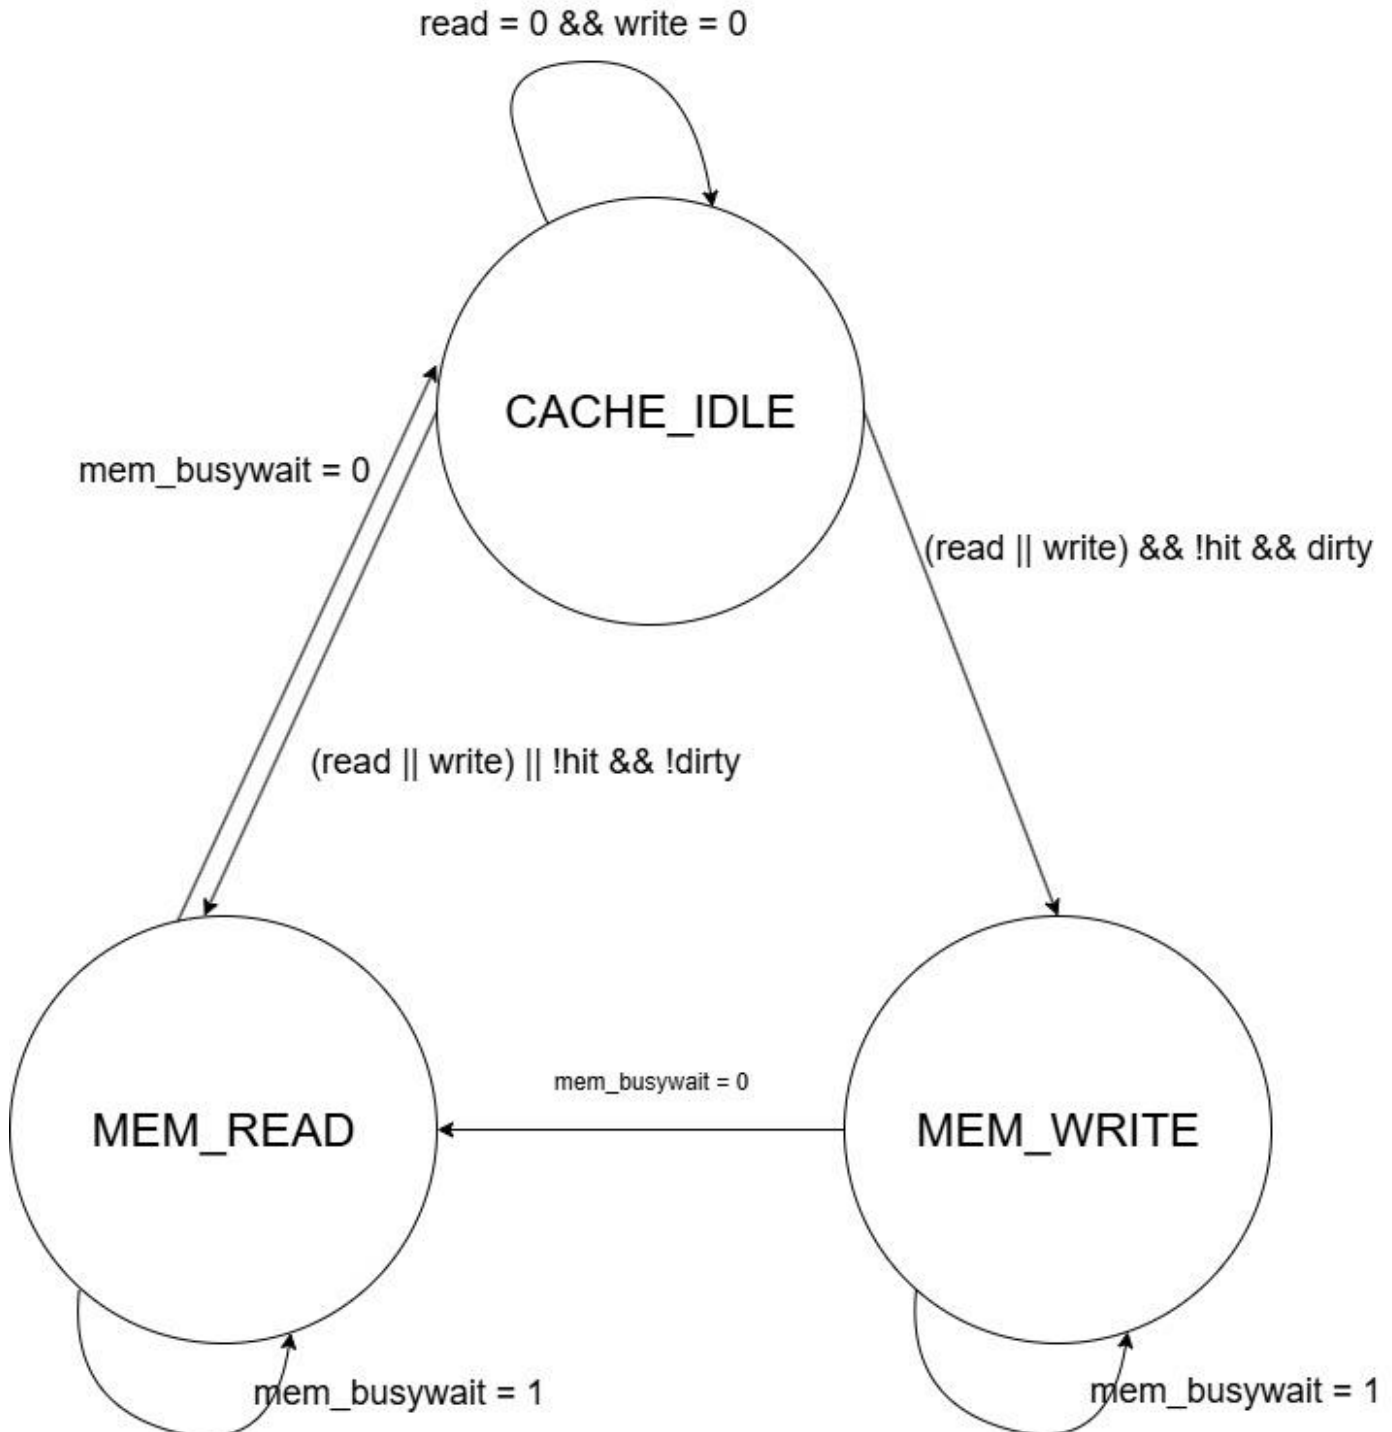 read = 0 && write = 0
CACHE_IDLE
mem_busywait = 0
(read || write) && !hit && dirty
(read || write) || !hit && !dirty
mem_busywait = 0
MEM_READ
MEM_WRITE
mem_busywait = 1
mem_busywait = 1